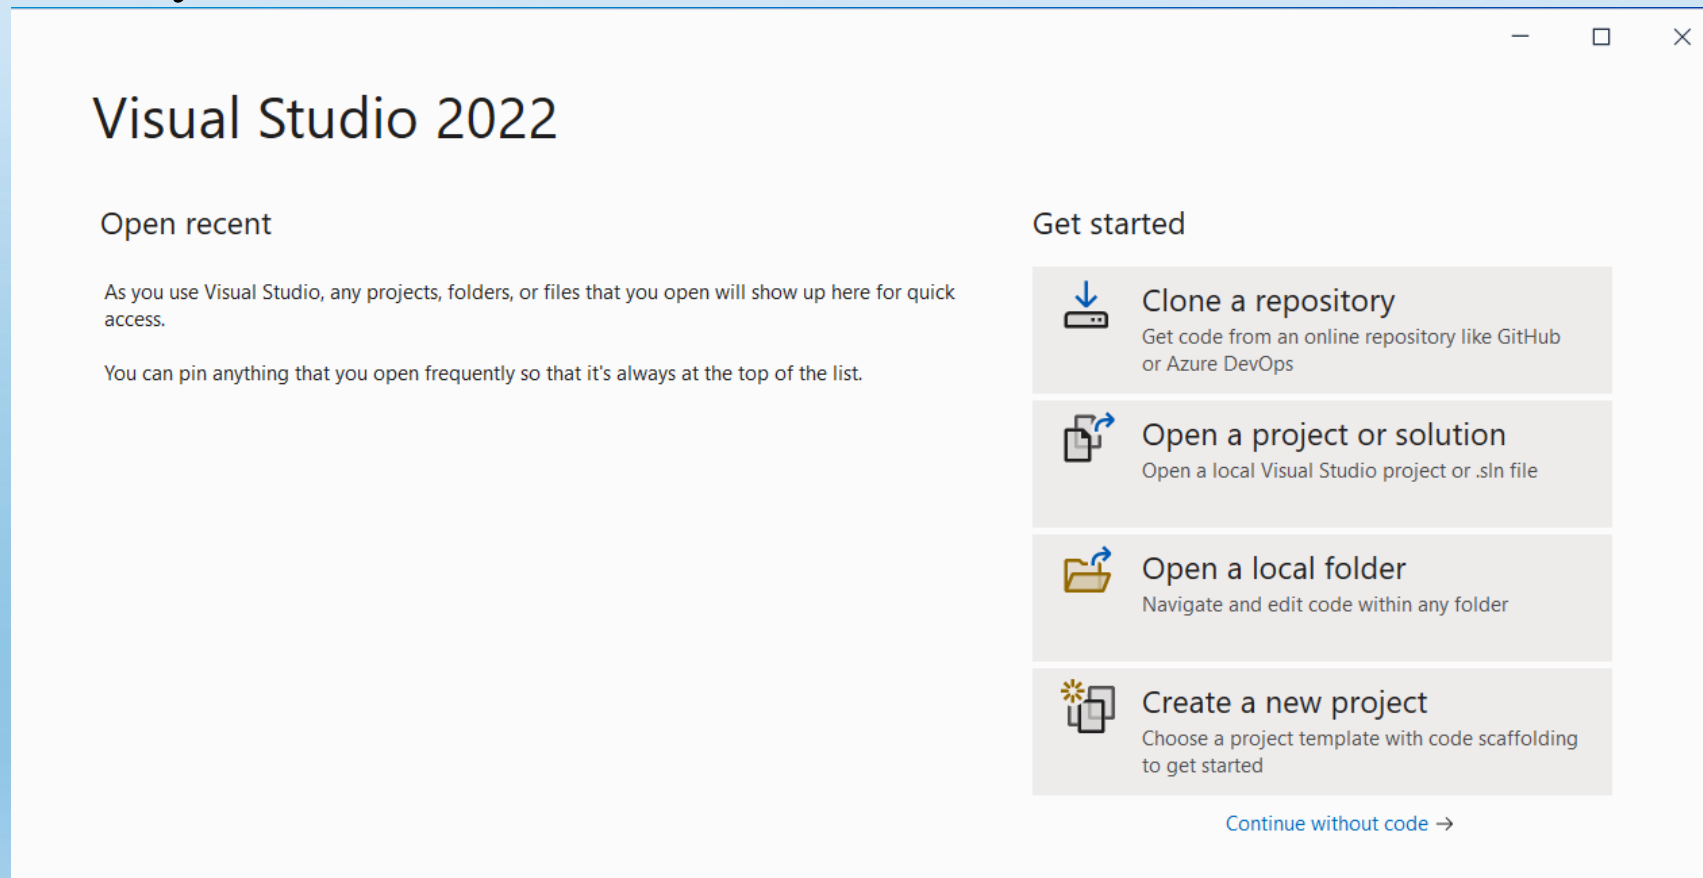 Visual Studio 2022
Open recent
As you use Visual Studio, any projects, folders, or files that you open will show up here for quick
access.
You can pin anything that you open frequently so that it's always at the top of the list.
Get started
Clone a repository
Get code from an online repository like GitHub
or Azure DevOps
Open a project or solution
Open a local Visual Studio project or .sln file
Open a local folder
Navigate and edit code within any folder
Create a new project
Choose a project template with code scaffolding
to get started
Continue without code →